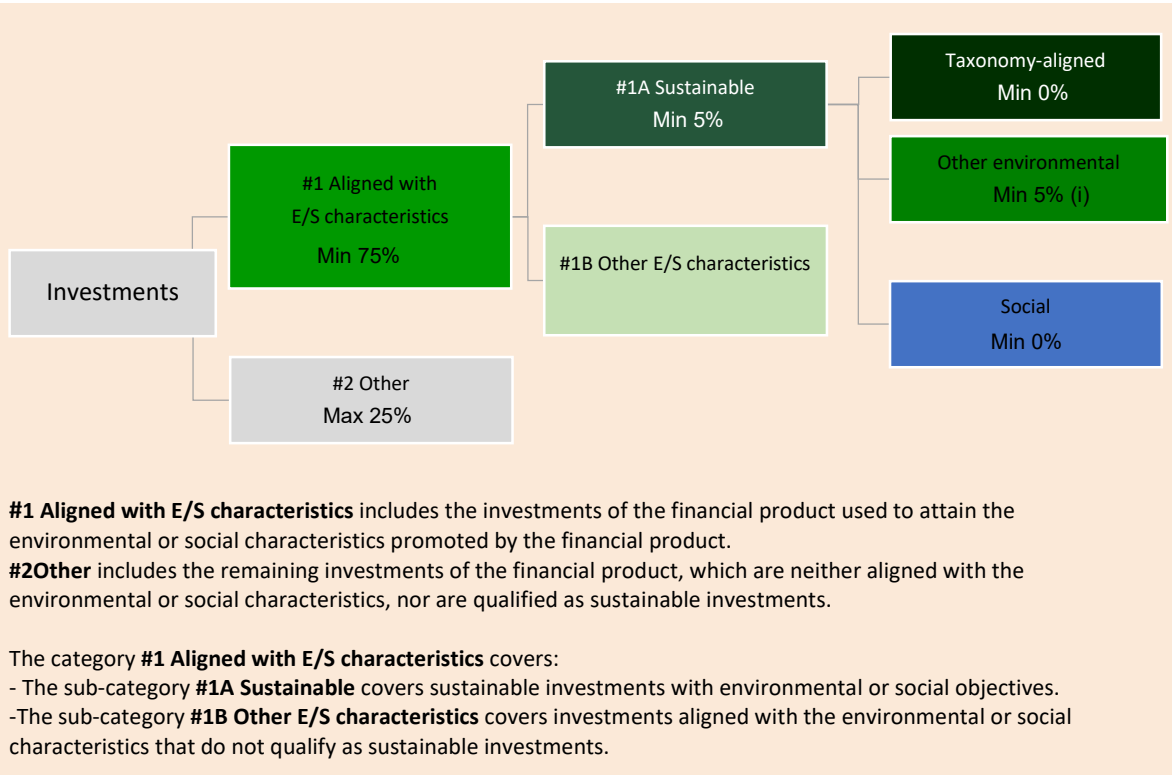 Taxonomy-aligned
Min 0%
#1A Sustainable
Min 5%
Other environmental
Min 5% (i)
#1 Aligned with
E/S characteristics
Min 75%
#1B Other E/S characteristics
Investments
Social
Min 0%
#2 Other
Max 25%
#1 Aligned with E/S characteristics includes the investments of the financial product used to attain the
environmental or social characteristics promoted by the financial product.
#2Other includes the remaining investments of the financial product, which are neither aligned with the
environmental or social characteristics, nor are qualified as sustainable investments.
The category #1 Aligned with E/S characteristics covers:
- The sub-category #1A Sustainable covers sustainable investments with environmental or social objectives.
-The sub-category #1B Other E/S characteristics covers investments aligned with the environmental or social
characteristics that do not qualify as sustainable investments.